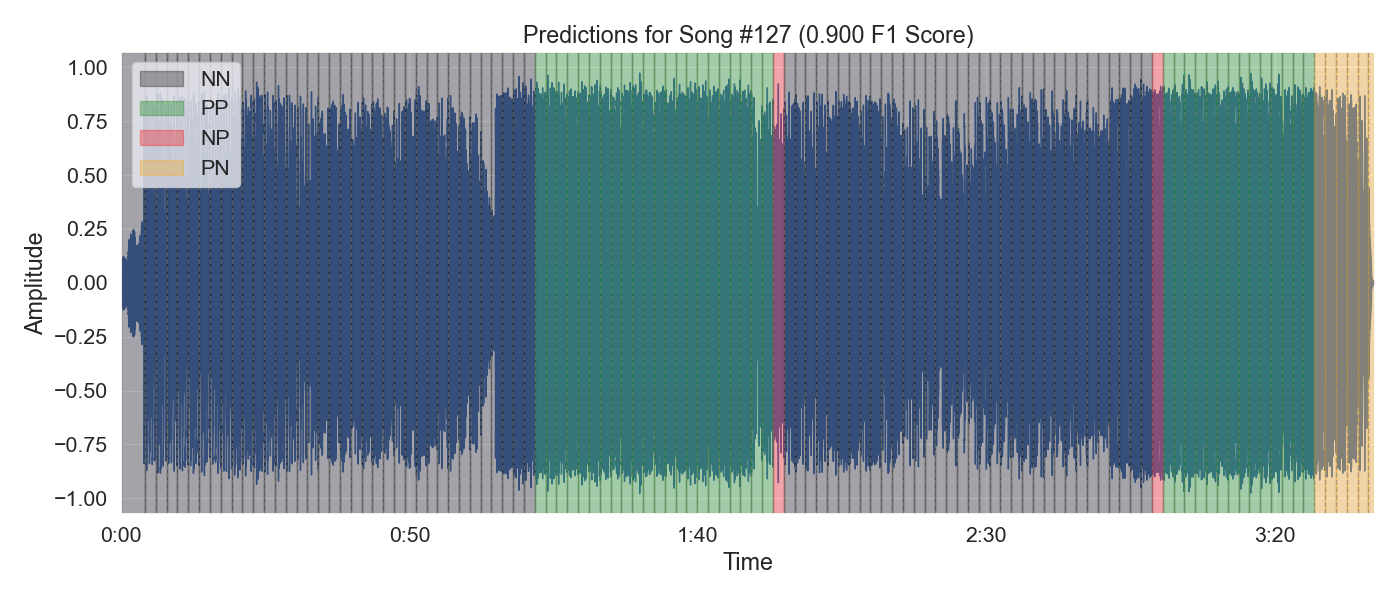 Predictions for Song #127 (0.900 F1 Score)
1.00
0.75
0.50
0.25
0.00
−0.25
−0.50
−0.75
−1.00
Amplitude
NN
PP
NP
PN
0:00
0:50
1:40
2:30
3:20
Time